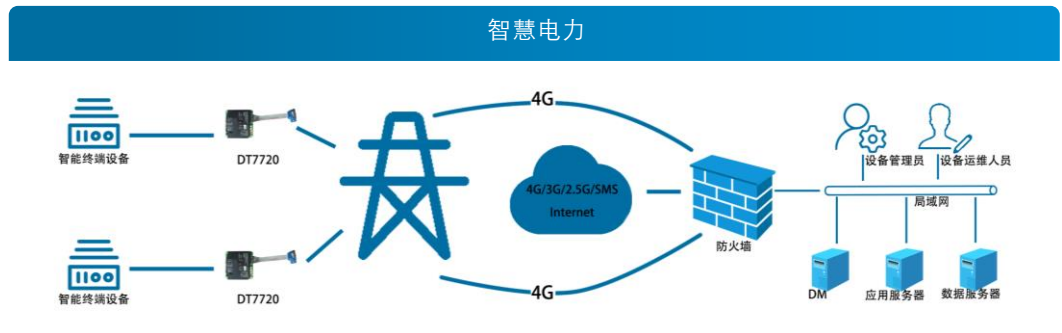 智慧电力
智能终端设备
DT7720
4G
4G/3G/2.5G/SMS
Internet
防火墙
设备管理员
设备运维人员
局域网
智能终端设备
DT7720
4G
DM
应用服务器
数据服务器